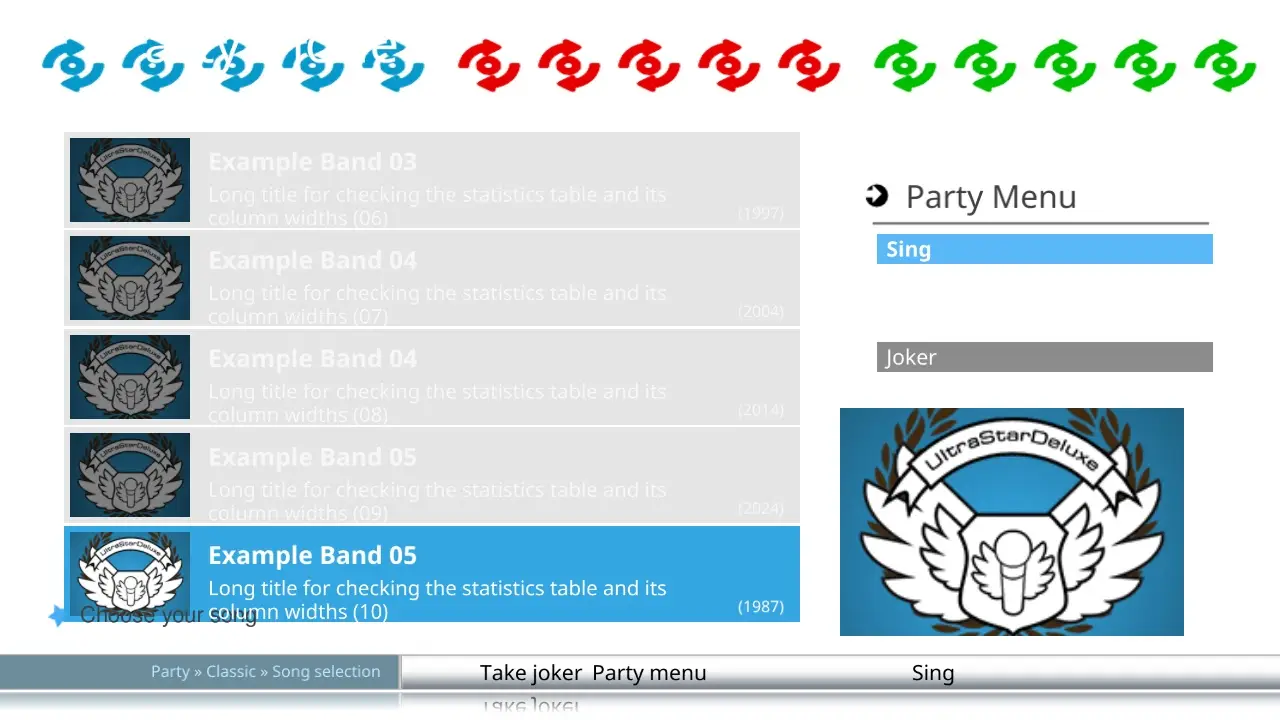 Example Band 03
Long title for checking the statistics table and its
column widths (06)
(1997)
Example Band 04
Long title for checking the statistics table and its
column widths (07)
(2004)
Example Band 04
Long title for checking the statistics table and its
column widths (08)
(2014)
Example Band 05
Long title for checking the statistics table and its
column widths (09)
(2024)
Example Band 05
Long title for checking the statistics table and its
column widths (10)
(1987)
Choose your song
Party Menu
Sing
Joker
UltraStarDeluxe
Party » Classic » Song selection
Take joker Party menu
Sing